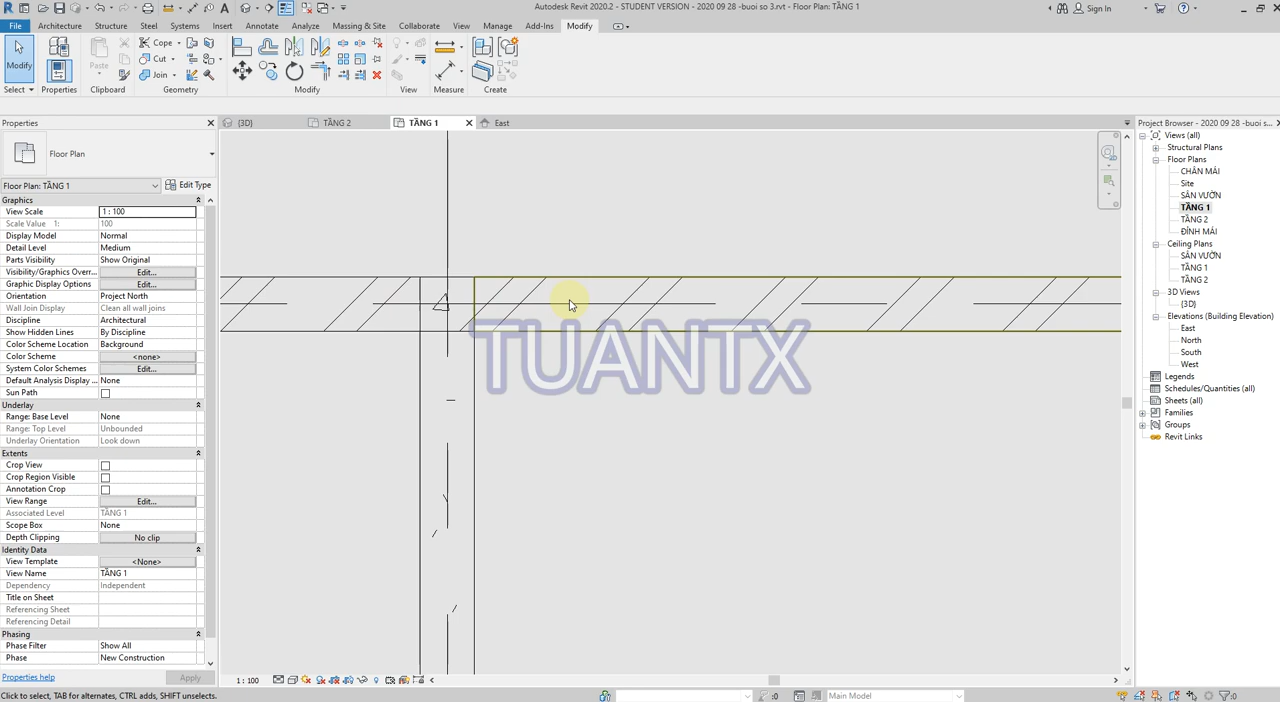 Autodesk Revit 2020.2 - STUDENT VERSION - 2020 09 28 -buoi so 3.rvt - Floor Plan: TẦNG 1
Sign In
File Architecture Structure Steel Systems Insert Annotate Analyze Massing & Site Collaborate View Manage Add-Ins Modify
Modify
Paste
Cope
Cut
Join
Select Properties Clipboard Geometry Modify View Measure Create
Properties
{3D} TẦNG 2 TẦNG 1 East
Project Browser - 2020 09 28 -buoi s...
Floor Plan
Floor Plan: TẦNG 1 Edit Type
Graphics
View Scale 1 : 100
Scale Value 1: 100
Display Model Normal
Detail Level Medium
Parts Visibility Show Original
Visibility/Graphics Overr... Edit...
Graphic Display Options Edit...
Orientation Project North
Wall Join Display Clean all wall joins
Discipline Architectural
Show Hidden Lines By Discipline
Color Scheme Location Background
Color Scheme <none>
System Color Schemes Edit...
Default Analysis Display ... None
Sun Path
Underlay
Range: Base Level None
Range: Top Level Unbounded
Underlay Orientation Look down
Extents
Crop View
Crop Region Visible
Annotation Crop
View Range Edit...
Associated Level TẦNG 1
Scope Box None
Depth Clipping No clip
Identity Data
View Template <None>
View Name TẦNG 1
Dependency Independent
Title on Sheet
Referencing Sheet
Referencing Detail
Phasing
Phase Filter Show All
Phase New Construction
Properties help Apply
TUANTX
Views (all)
Structural Plans
Floor Plans
CHÂN MÁI
Site
SÂN VƯỜN
TẦNG 1
TẦNG 2
ĐỈNH MÁI
Ceiling Plans
SÂN VƯỜN
TẦNG 1
TẦNG 2
3D Views
{3D}
Elevations (Building Elevation)
East
North
South
West
Legends
Schedules/Quantities (all)
Sheets (all)
Families
Groups
Revit Links
1 : 100
Click to select, TAB for alternates, CTRL adds, SHIFT unselects.
:0
Main Model
:0